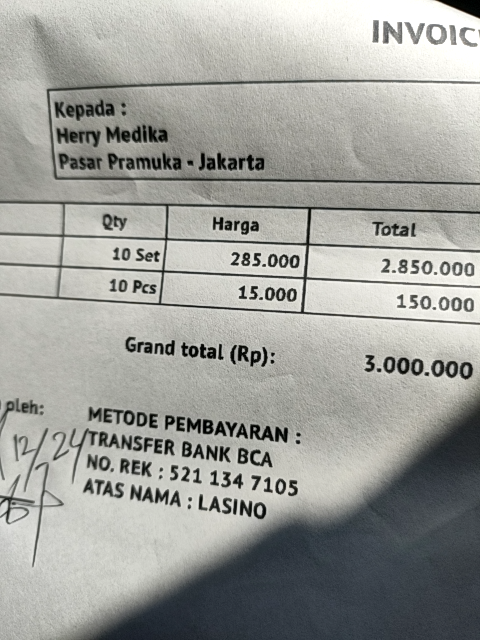 INVOIC
Kepada :
Herry Medika
Pasar Pramuka - Jakarta
Qty Harga Total
10 Set 285.000 2.850.000
10 Pcs 15.000 150.000
Grand total (Rp): 3.000.000
oleh:
12/24
METODE PEMBAYARAN :
TRANSFER BANK BCA
NO. REK : 521 134 7105
ATAS NAMA : LASINO